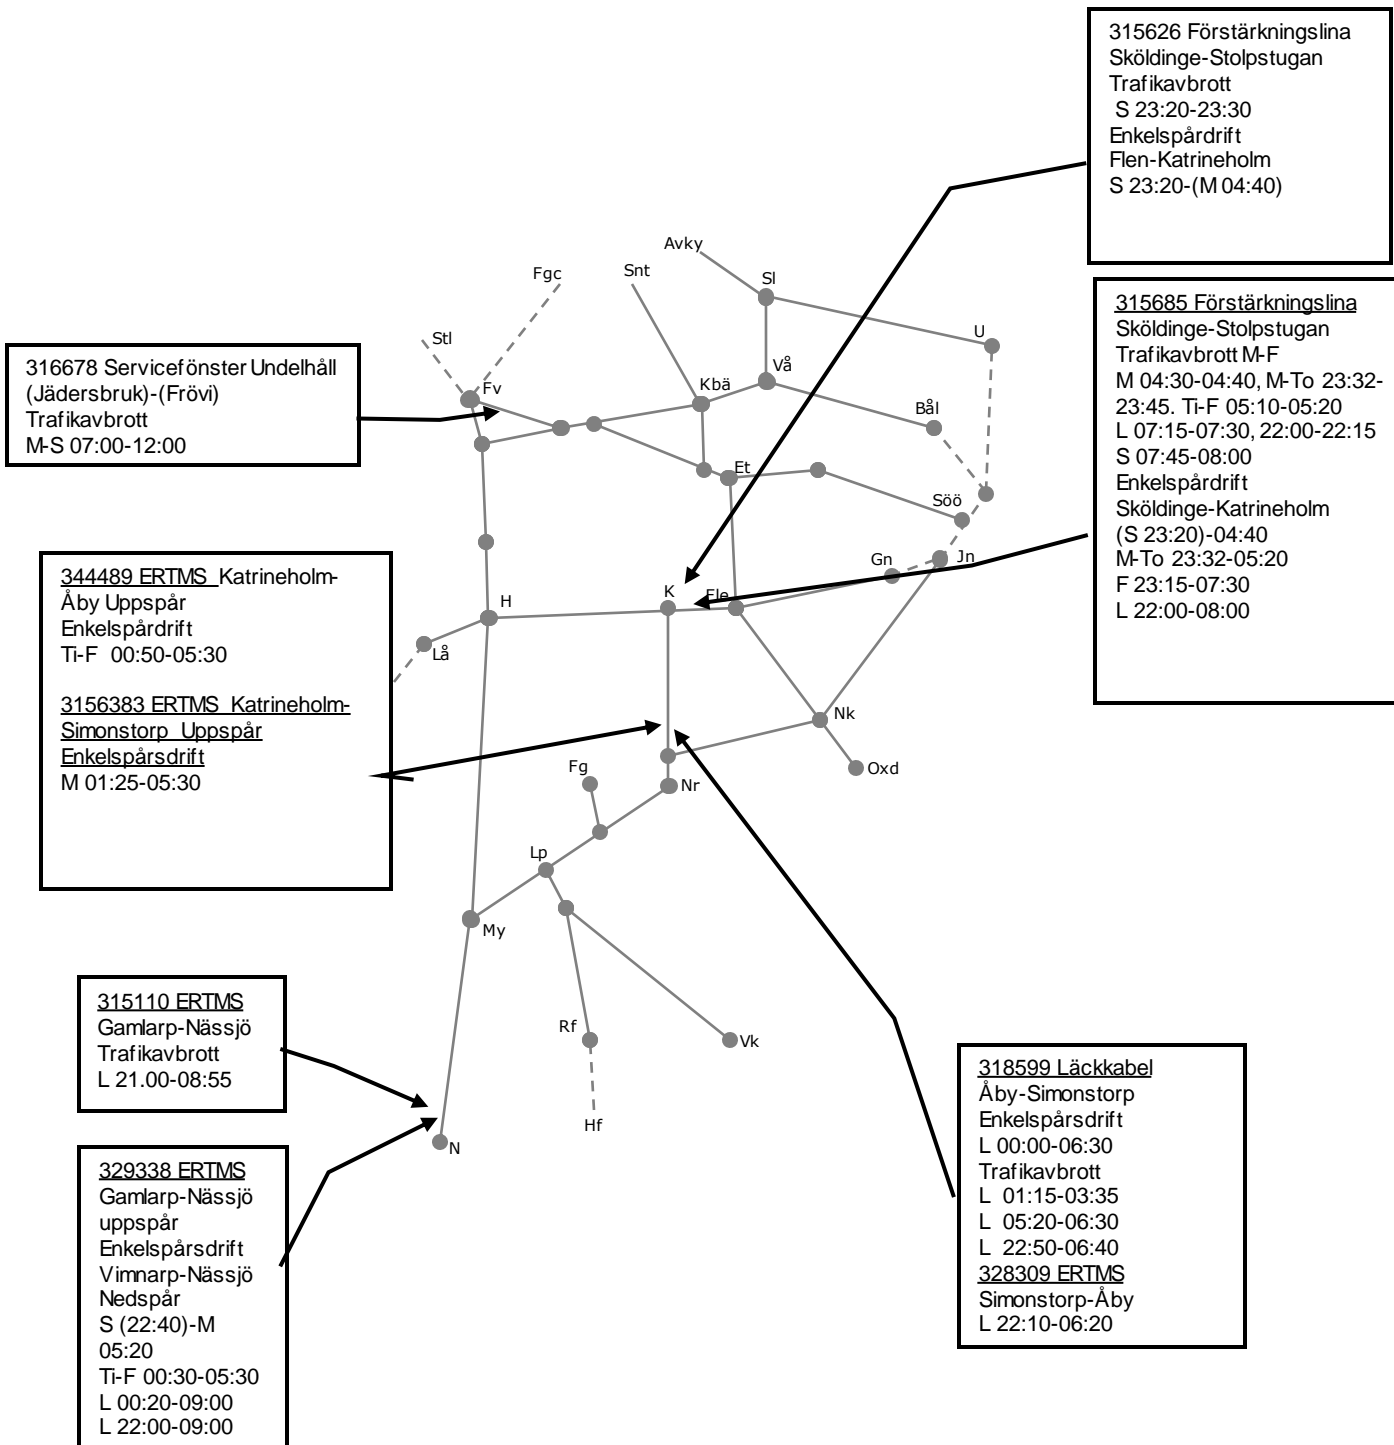 315626 Förstärkningslina
Sköldinge-Stolpstugan
Trafikavbrott
S 23:20-23:30
Enkelspårdrift
Flen-Katrineholm
S 23:20-(M 04:40)
315685 Förstärkningslina
Sköldinge-Stolpstugan
Trafikavbrott M-F
M 04:30-04:40, M-To 23:32-
23:45. Ti-F 05:10-05:20
L 07:15-07:30, 22:00-22:15
S 07:45-08:00
Enkelspårdrift
Sköldinge-Katrineholm
(S 23:20)-04:40
M-To 23:32-05:20
F 23:15-07:30
L 22:00-08:00
316678 Servicefönster Undelhåll
(Jädersbruk)-(Frövi)
Trafikavbrott
M-S 07:00-12:00
344489 ERTMS Katrineholm-
Åby Uppspår
Enkelspårdrift
Ti-F 00:50-05:30
3156383 ERTMS Katrineholm-
Simonstorp Uppspår
Enkelspårsdrift
M 01:25-05:30
315110 ERTMS
Gamlarp-Nässjö
Trafikavbrott
L 21.00-08:55
329338 ERTMS
Gamlarp-Nässjö
uppspår
Enkelspårsdrift
Vimnarp-Nässjö
Nedspår
S (22:40)-M
05:20
Ti-F 00:30-05:30
L 00:20-09:00
L 22:00-09:00
318599 Läckkabel
Åby-Simonstorp
Enkelspårsdrift
L 00:00-06:30
Trafikavbrott
L 01:15-03:35
L 05:20-06:30
L 22:50-06:40
328309 ERTMS
Simonstorp-Åby
L 22:10-06:20
Avky
Fgc
Snt
Sl
Stl
U
Vå
Fv
Kbä
Bål
Et
Söö
Gn
Jn
K
Fle
H
Lå
Nk
Fg
Oxd
Nr
Lp
My
Rf
Vk
Hf
N